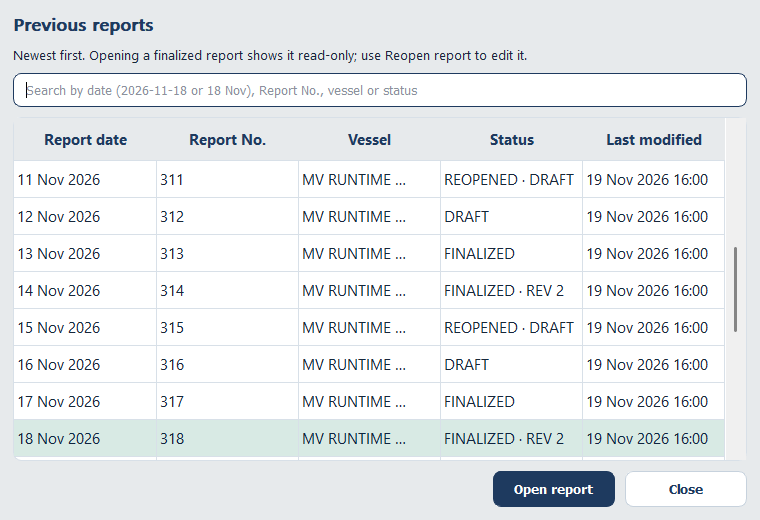 Previous reports
Newest first. Opening a finalized report shows it read-only; use Reopen report to edit it.
Search by date (2026-11-18 or 18 Nov), Report No., vessel or status
Report date Report No. Vessel Status Last modified
11 Nov 2026 311 MV RUNTIME ... REOPENED · DRAFT 19 Nov 2026 16:00
12 Nov 2026 312 MV RUNTIME ... DRAFT 19 Nov 2026 16:00
13 Nov 2026 313 MV RUNTIME ... FINALIZED 19 Nov 2026 16:00
14 Nov 2026 314 MV RUNTIME ... FINALIZED · REV 2 19 Nov 2026 16:00
15 Nov 2026 315 MV RUNTIME ... REOPENED · DRAFT 19 Nov 2026 16:00
16 Nov 2026 316 MV RUNTIME ... DRAFT 19 Nov 2026 16:00
17 Nov 2026 317 MV RUNTIME ... FINALIZED 19 Nov 2026 16:00
18 Nov 2026 318 MV RUNTIME ... FINALIZED · REV 2 19 Nov 2026 16:00
Open report Close